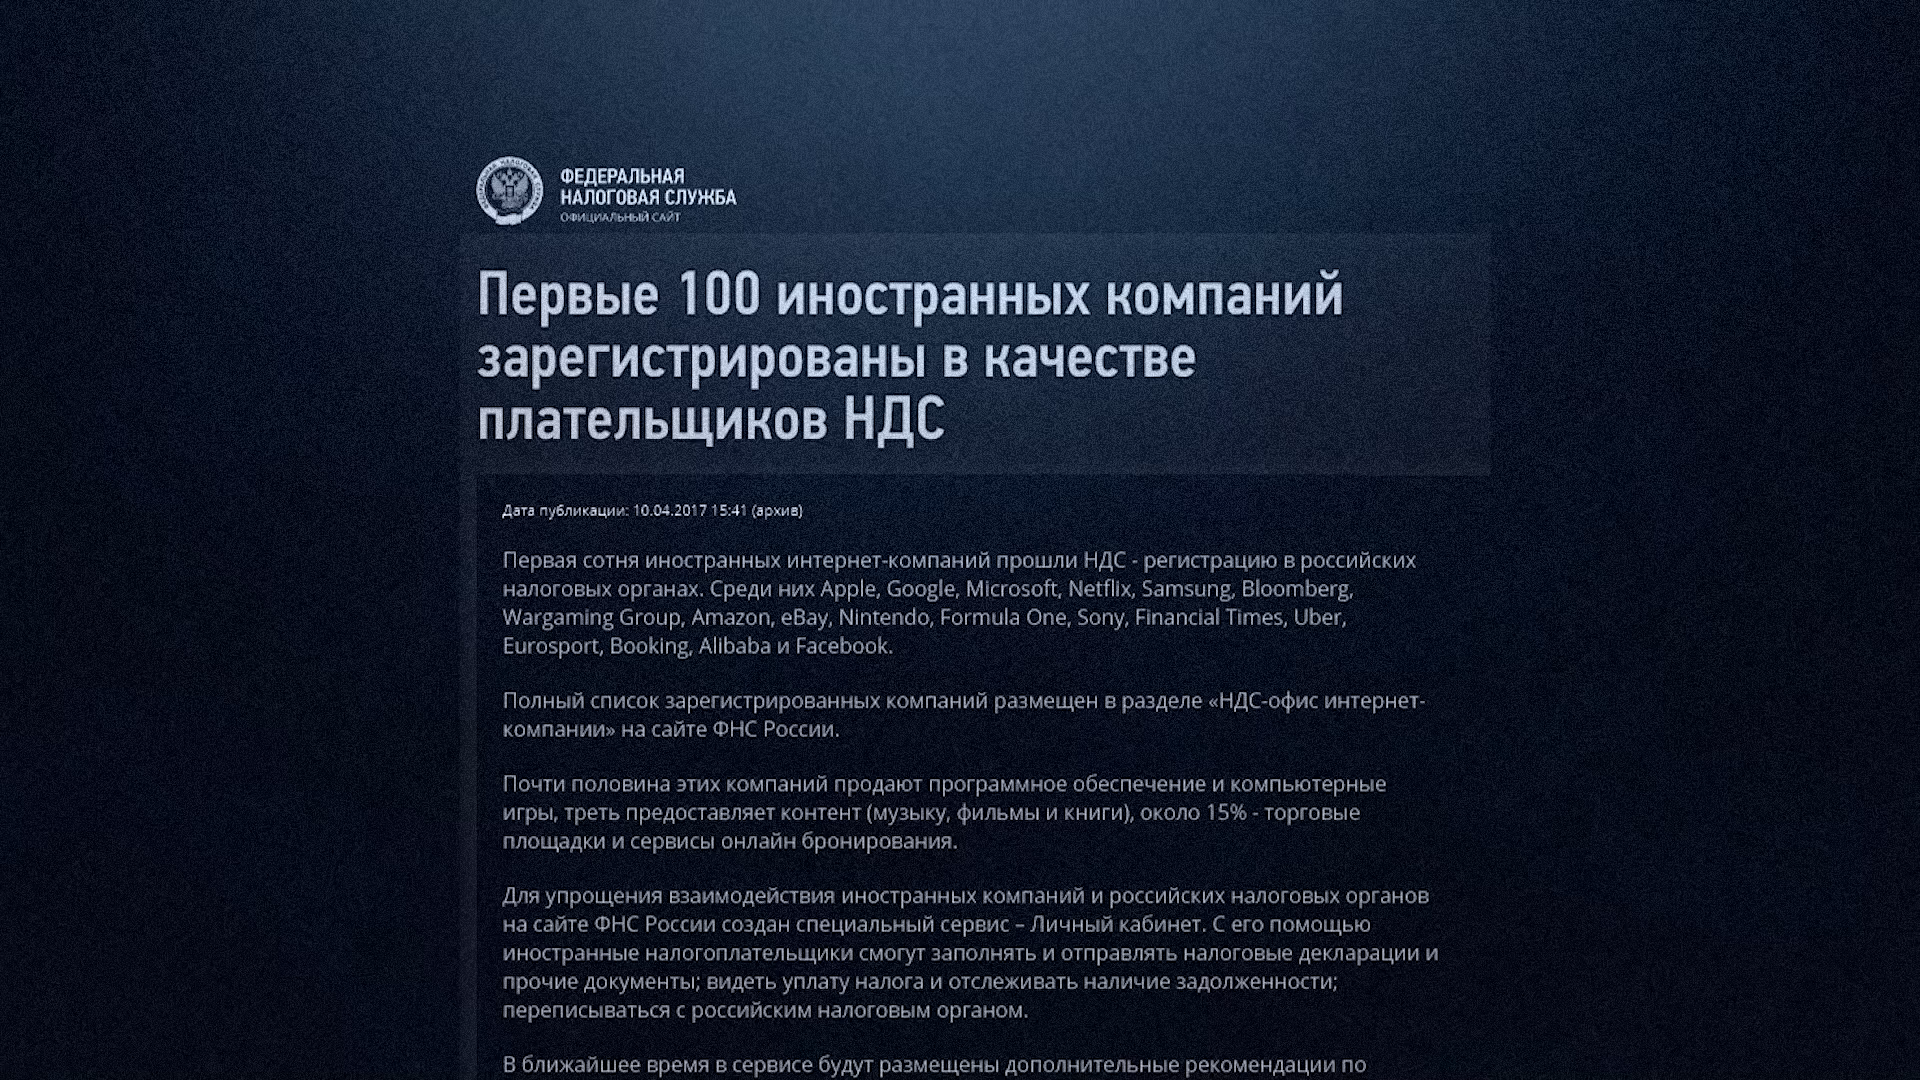 ФЕДЕРАЛЬНАЯ
НАЛОГОВАЯ СЛУЖБА
ОФИЦИАЛЬНЫЙ САЙТ
Первые 100 иностранных компаний
зарегистрированы в качестве
плательщиков НДС
Дата публикации: 10.04.2017 15:41 (архив)
Первая сотня иностранных интернет-компаний прошли НДС - регистрацию в российских
налоговых органах. Среди них Apple, Google, Microsoft, Netflix, Samsung, Bloomberg,
Wargaming Group, Amazon, eBay, Nintendo, Formula One, Sony, Financial Times, Uber,
Eurosport, Booking, Alibaba и Facebook.
Полный список зарегистрированных компаний размещен в разделе «НДС-офис интернет-
компании» на сайте ФНС России.
Почти половина этих компаний продают программное обеспечение и компьютерные
игры, треть предоставляет контент (музыку, фильмы и книги), около 15% - торговые
площадки и сервисы онлайн бронирования.
Для упрощения взаимодействия иностранных компаний и российских налоговых органов
на сайте ФНС России создан специальный сервис – Личный кабинет. С его помощью
иностранные налогоплательщики смогут заполнять и отправлять налоговые декларации и
прочие документы; видеть уплату налога и отслеживать наличие задолженности;
переписываться с российским налоговым органом.
В ближайшее время в сервисе будут размещены дополнительные рекомендации по